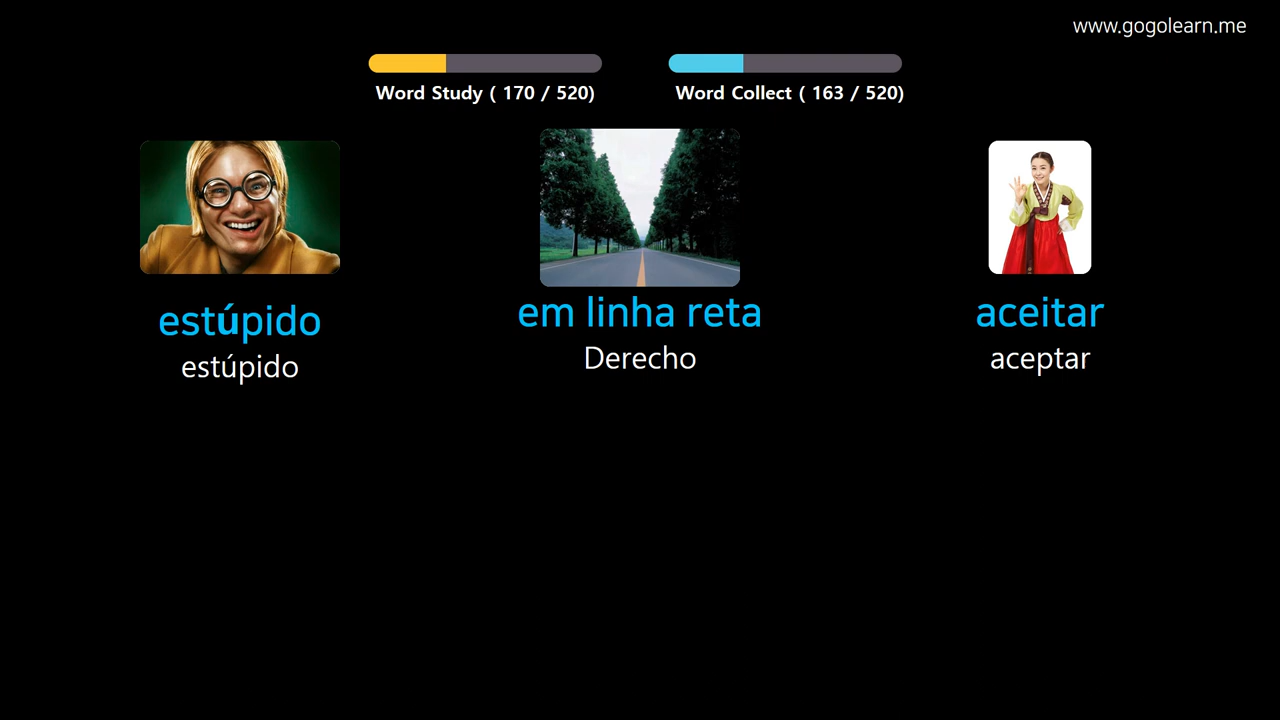 www.gogolearn.me
Word Study ( 170 / 520)
Word Collect ( 163 / 520)
estúpido
estúpido
em linha reta
Derecho
aceitar
aceptar